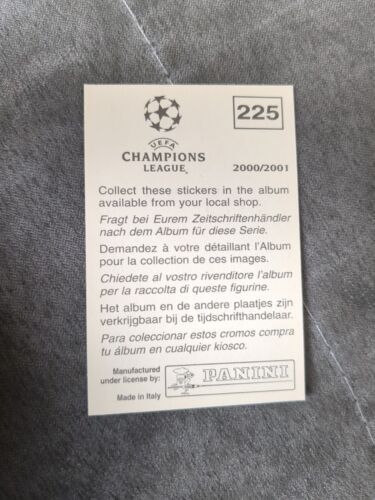 225
UEFA
CHAMPIONS
LEAGUE
2000/2001
Collect these stickers in the album
available from your local shop.
Fragt bei Eurem Zeitschriftenhändler
nach dem Album für diese Serie.
Demandez à votre détaillant l'Album
pour la collection de ces images.
Chiedete al vostro rivenditore l'album
per la raccolta di queste figurine.
Het album en de andere plaatjes zijn
verkrijgbaar bij de tijdschrifthandelaar.
Para coleccionar estos cromos compra
tu álbum en cualquier kiosco.
Manufactured
under license by:
PANINI
Made in Italy